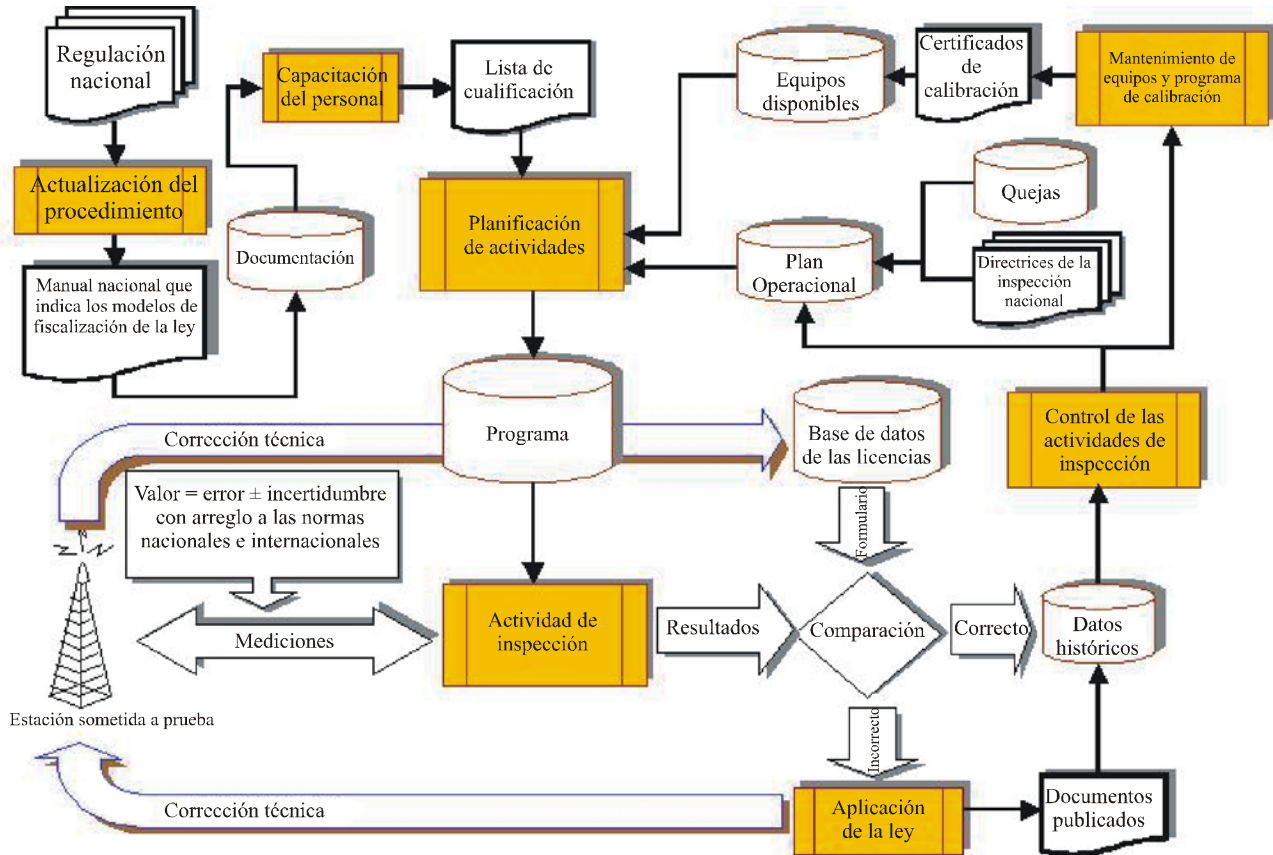 Regulación
nacional
Capacitación
del personal
Lista de
cualificación
Equipos
disponibles
Certificados
de
calibración
Mantenimiento de
equipos y programa
de calibración
Actualización del
procedimiento
Documentación
Planificación
de actividades
Quejas
Plan
Operacional
Directrices de la
inspección
nacional
Manual nacional que
indica los modelos de
fiscalización de la ley
Corrección técnica
Programa
Base de datos
de las licencias
Control de las
actividades de
inspección
Valor = error ± incertidumbre
con arreglo a las normas
nacionales e internacionales
Formulario
Mediciones
Actividad de
inspección
Resultados
Comparación
Correcto
Datos
históricos
Estación sometida a prueba
Incorrecto
Corrección técnica
Aplicación
de la ley
Documentos
publicados